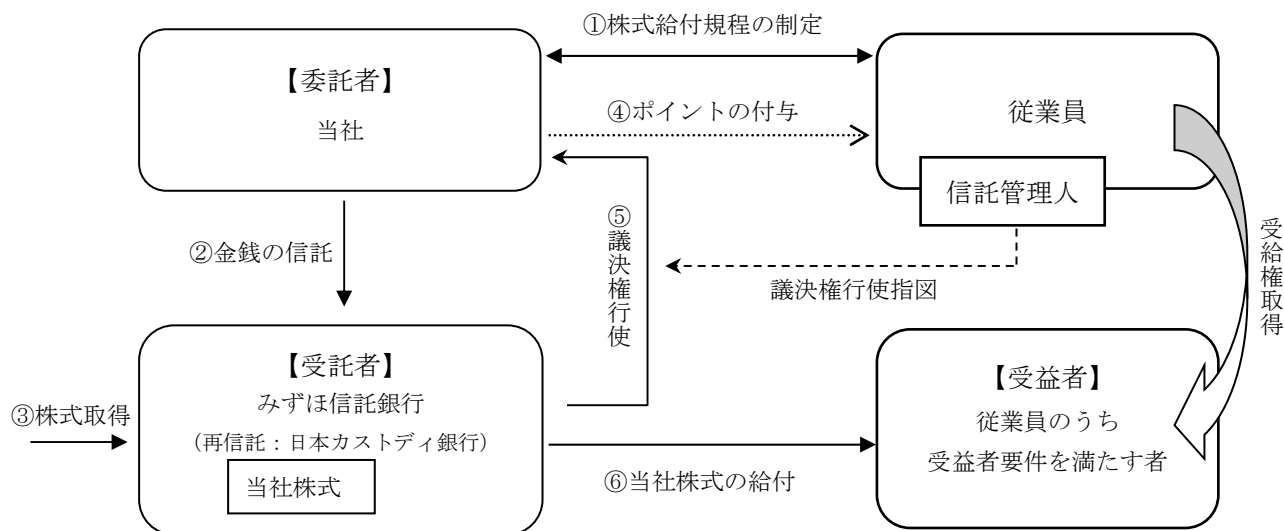 ①株式給付規程の制定
【委託者】
当社
④ポイントの付与
従業員
信託管理人
②金銭の信託
⑤議決権行使
議決権行使指図
受給権取得
【受託者】
みずほ信託銀行
(再信託:日本カストディ銀行)
当社株式
③株式取得
⑥当社株式の給付
【受益者】
従業員のうち
受益者要件を満たす者